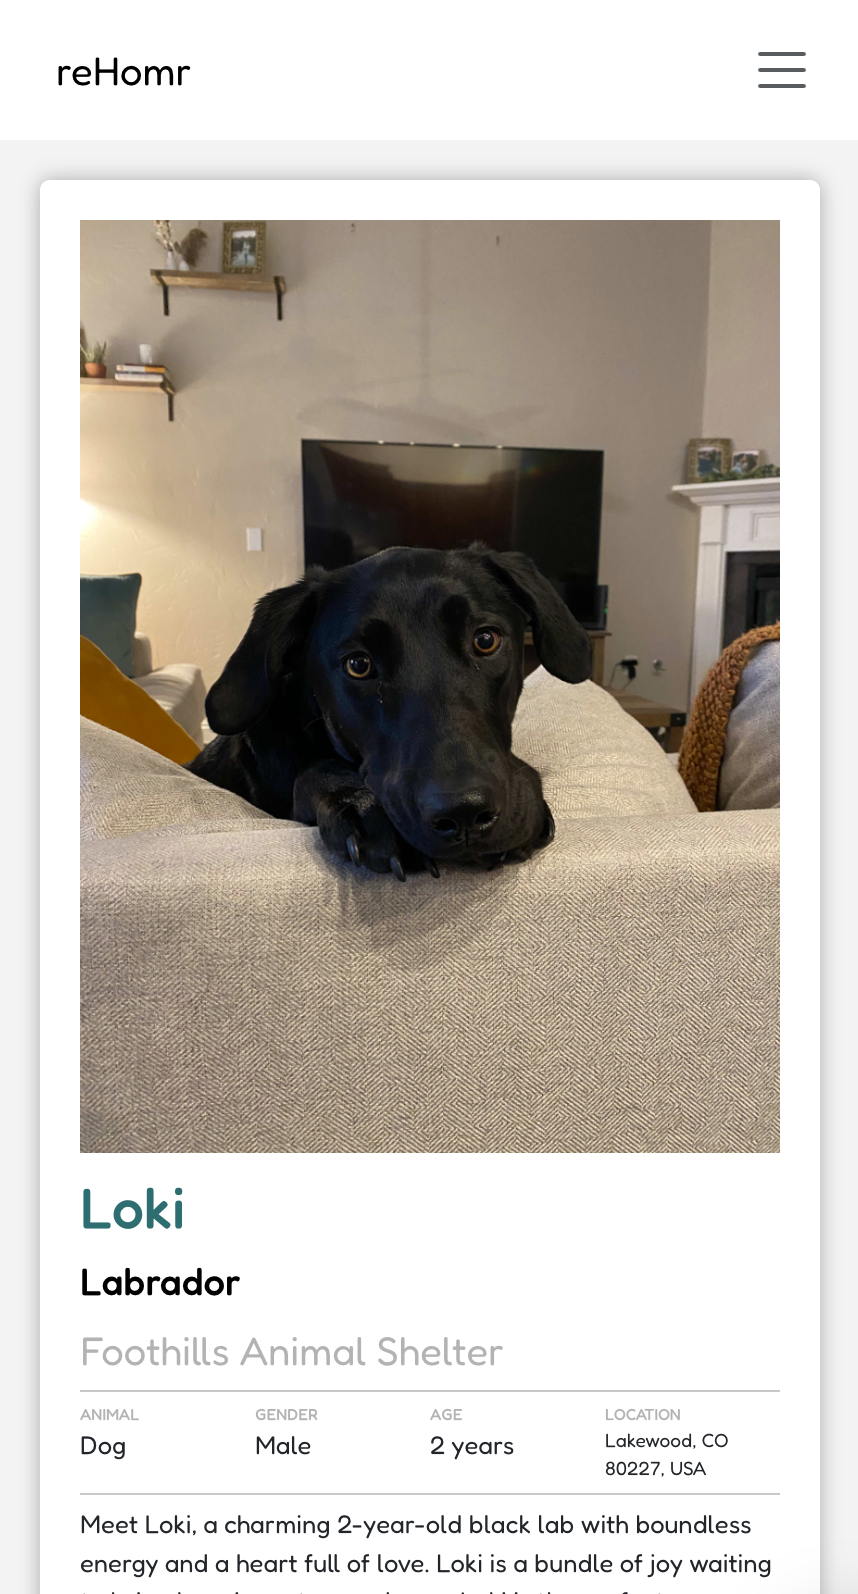 reHomr
Loki
Labrador
Foothills Animal Shelter
ANIMAL GENDER AGE LOCATION
Dog Male 2 years Lakewood, CO
80227, USA
Meet Loki, a charming 2-year-old black lab with boundless
energy and a heart full of love. Loki is a bundle of joy waiting